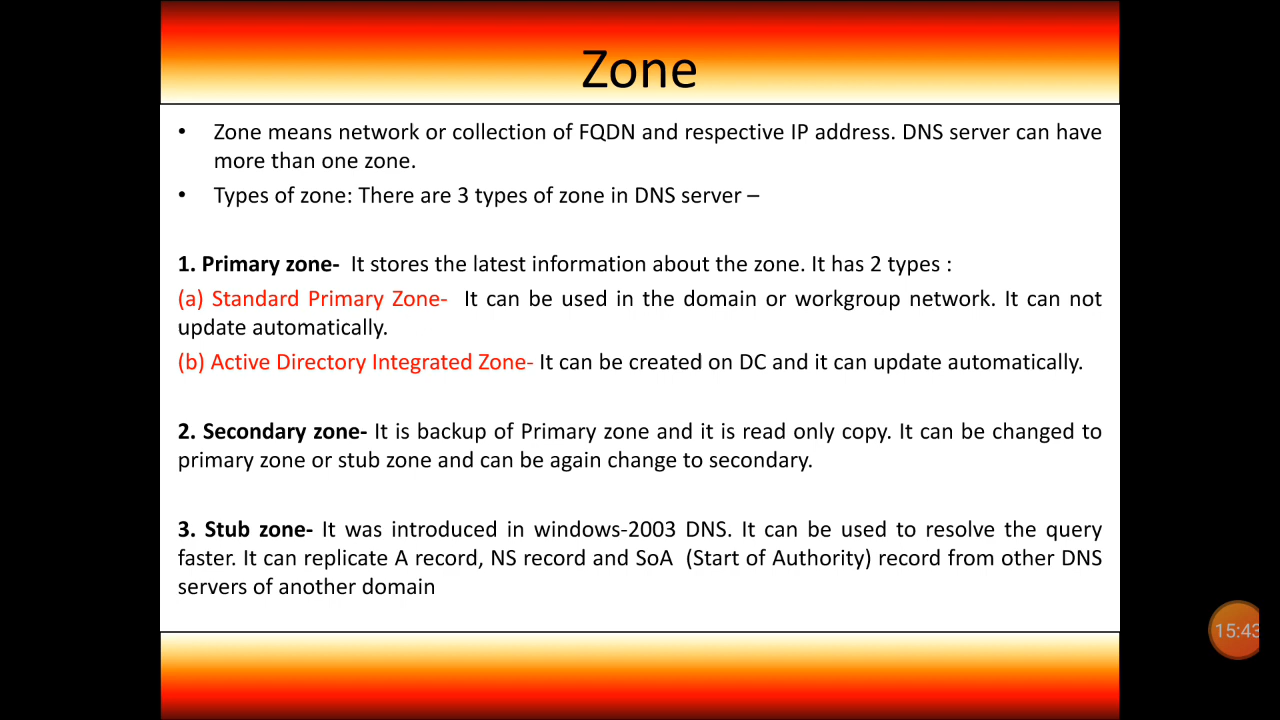 Zone
• Zone means network or collection of FQDN and respective IP address. DNS server can have
more than one zone.
• Types of zone: There are 3 types of zone in DNS server –
1. Primary zone- It stores the latest information about the zone. It has 2 types :
(a) Standard Primary Zone- It can be used in the domain or workgroup network. It can not
update automatically.
(b) Active Directory Integrated Zone- It can be created on DC and it can update automatically.
2. Secondary zone- It is backup of Primary zone and it is read only copy. It can be changed to
primary zone or stub zone and can be again change to secondary.
3. Stub zone- It was introduced in windows-2003 DNS. It can be used to resolve the query
faster. It can replicate A record, NS record and SoA (Start of Authority) record from other DNS
servers of another domain
15:43